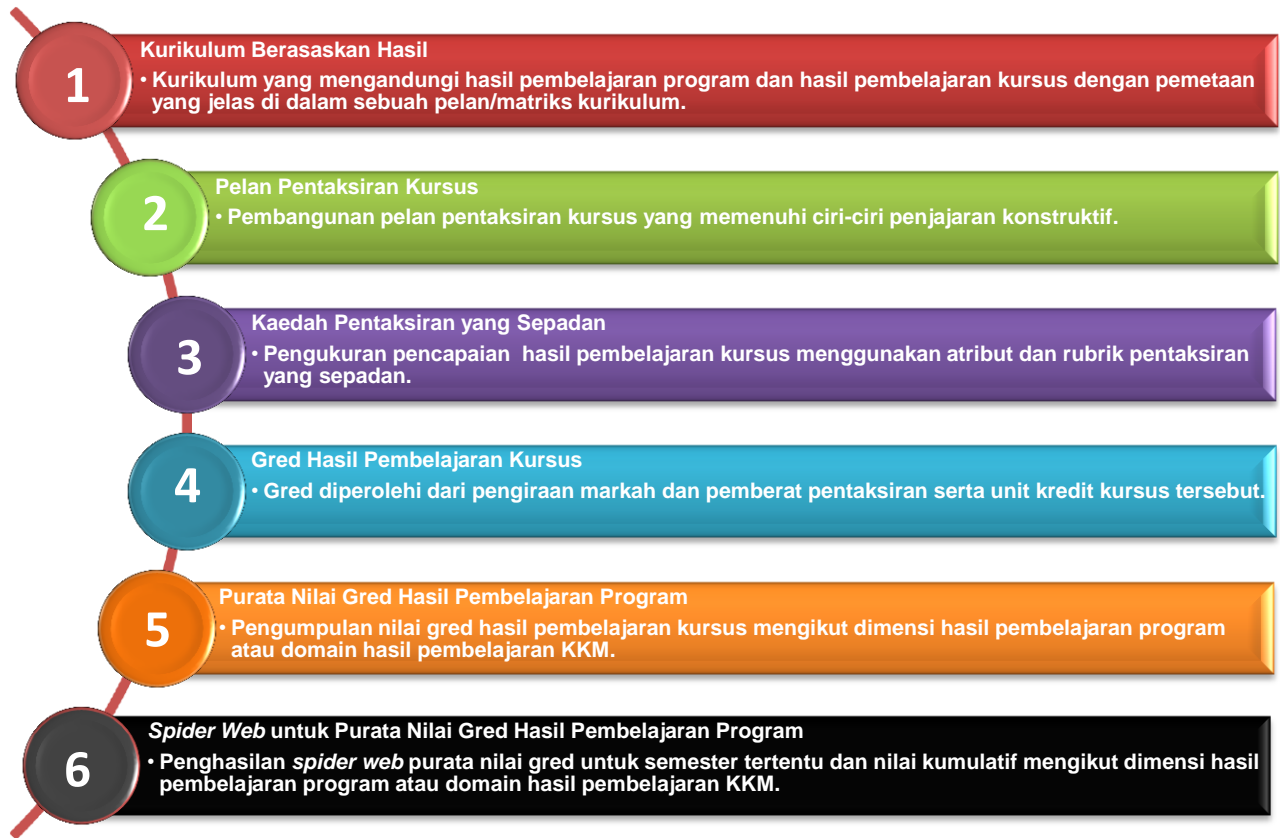 1
Kurikulum Berasaskan Hasil
• Kurikulum yang mengandungi hasil pembelajaran program dan hasil pembelajaran kursus dengan pemetaan
yang jelas di dalam sebuah pelan/matriks kurikulum.
2
Pelan Pentaksiran Kursus
• Pembangunan pelan pentaksiran kursus yang memenuhi ciri-ciri penjajaran konstruktif.
3
Kaedah Pentaksiran yang Sepadan
• Pengukuran pencapaian hasil pembelajaran kursus menggunakan atribut dan rubrik pentaksiran
yang sepadan.
4
Gred Hasil Pembelajaran Kursus
• Gred diperolehi dari pengiraan markah dan pemberat pentaksiran serta unit kredit kursus tersebut.
5
Purata Nilai Gred Hasil Pembelajaran Program
• Pengumpulan nilai gred hasil pembelajaran kursus mengikut dimensi hasil pembelajaran program
atau domain hasil pembelajaran KKM.
6
Spider Web untuk Purata Nilai Gred Hasil Pembelajaran Program
• Penghasilan spider web purata nilai gred untuk semester tertentu dan nilai kumulatif mengikut dimensi hasil
pembelajaran program atau domain hasil pembelajaran KKM.